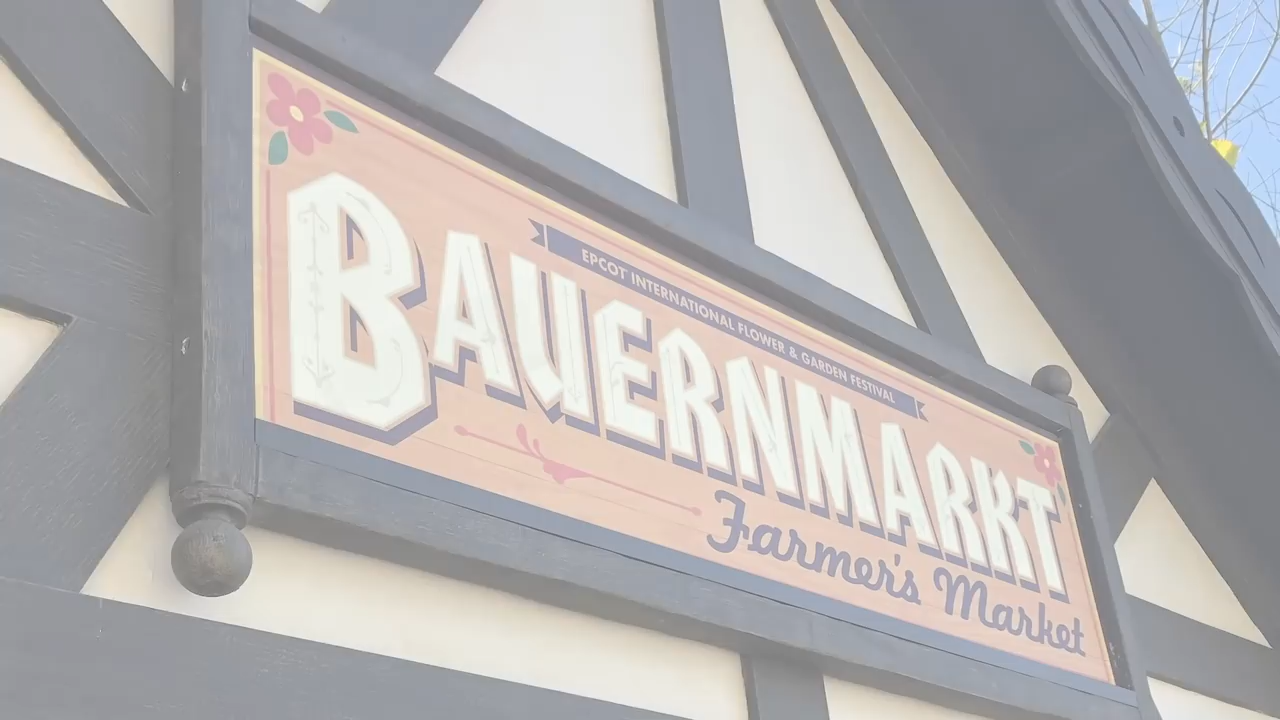 EPCOT INTERNATIONAL FLOWER & GARDEN FESTIVAL
BAUERNMARKT
Farmer's Market